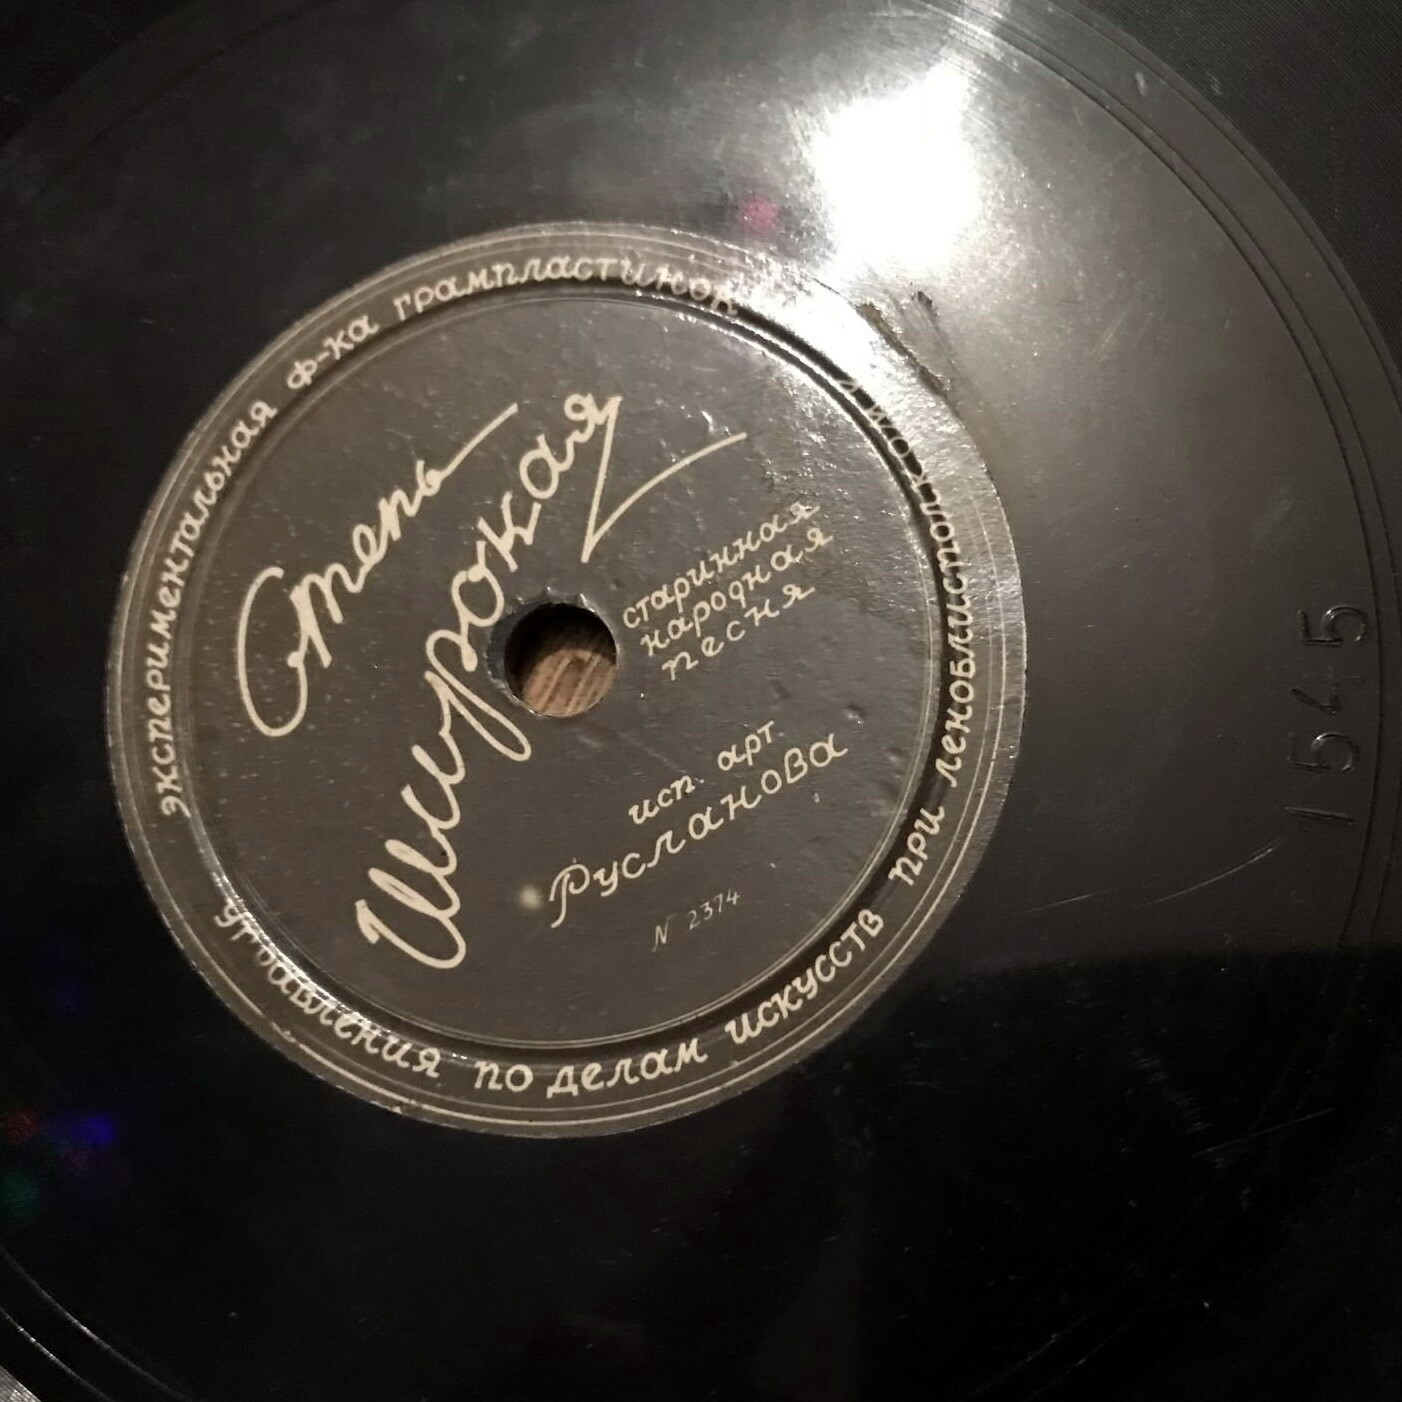 экспериментальная ф-ка грампластинок
управления по делам искусств при леноблисполкоме
Степь
Широкая
старинная
народная
песня
исп. арт.
Русланова
N 2374
1545